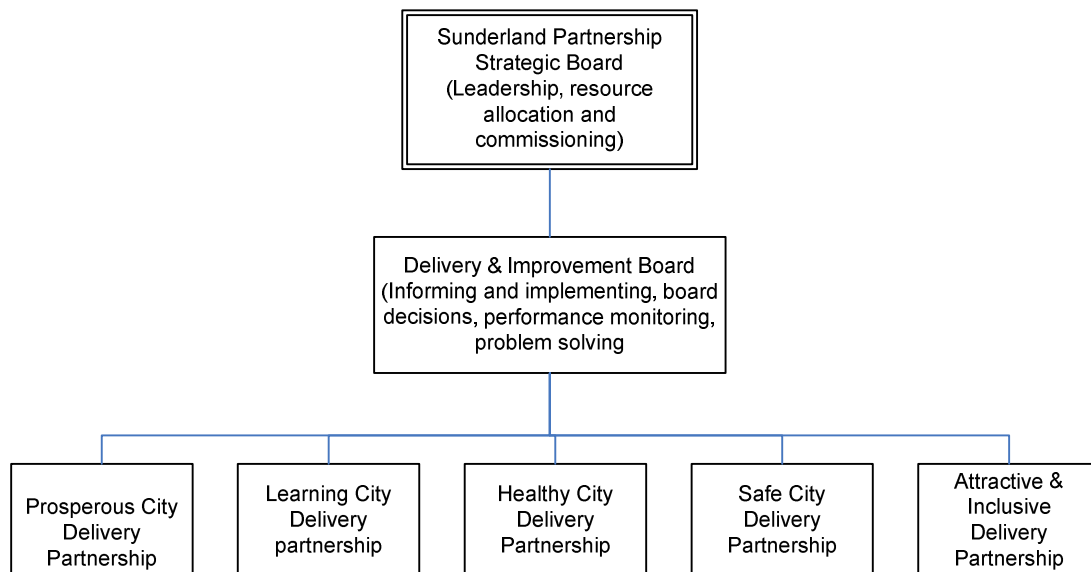 Sunderland Partnership
Strategic Board
(Leadership, resource
allocation and
commissioning)
Delivery & Improvement Board
(Informing and implementing, board
decisions, performance monitoring,
problem solving
Prosperous City
Delivery
Partnership
Learning City
Delivery
partnership
Healthy City
Delivery
Partnership
Safe City
Delivery
Partnership
Attractive &
Inclusive
Delivery
Partnership